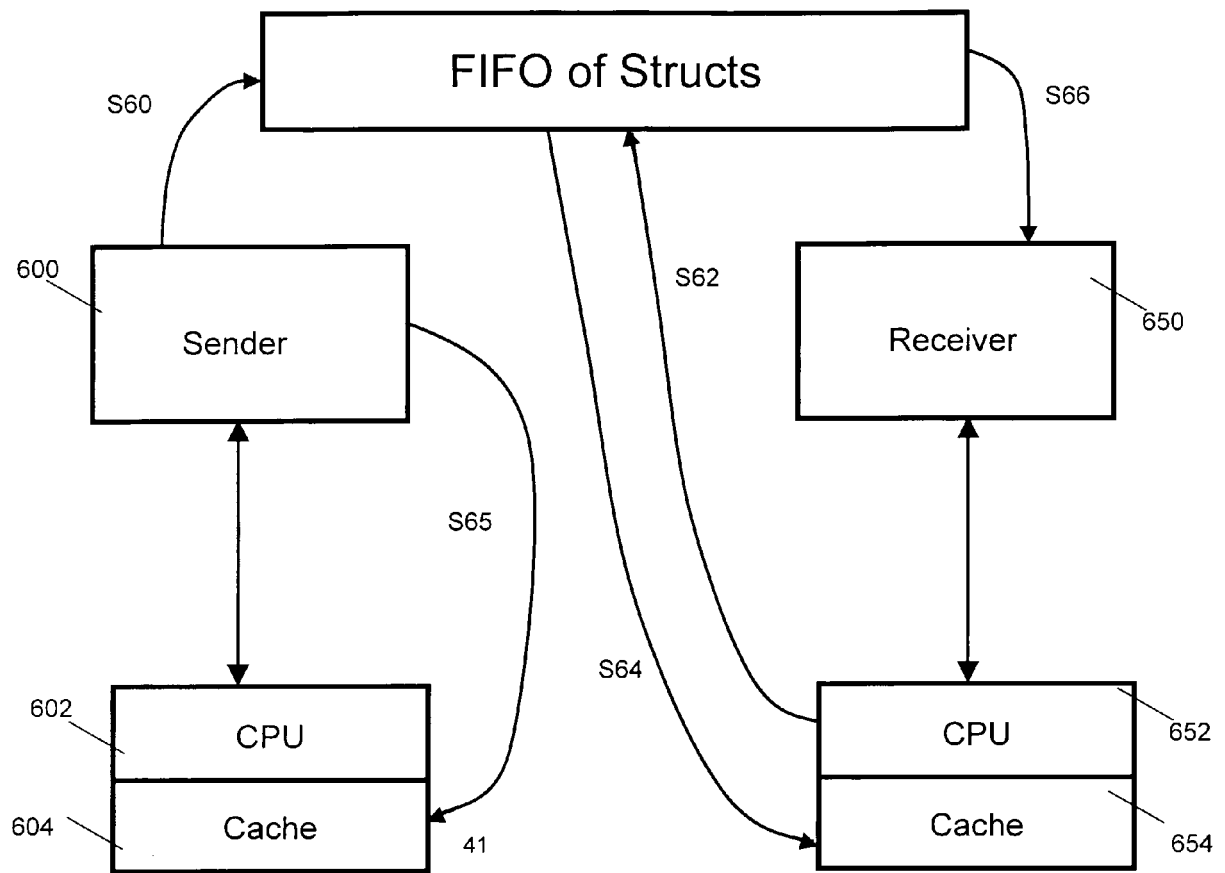 FIFO of Structs
S60
S66
600
Sender
S62
Receiver
650
S65
S64
602
CPU
CPU
652
604
Cache
41
Cache
654